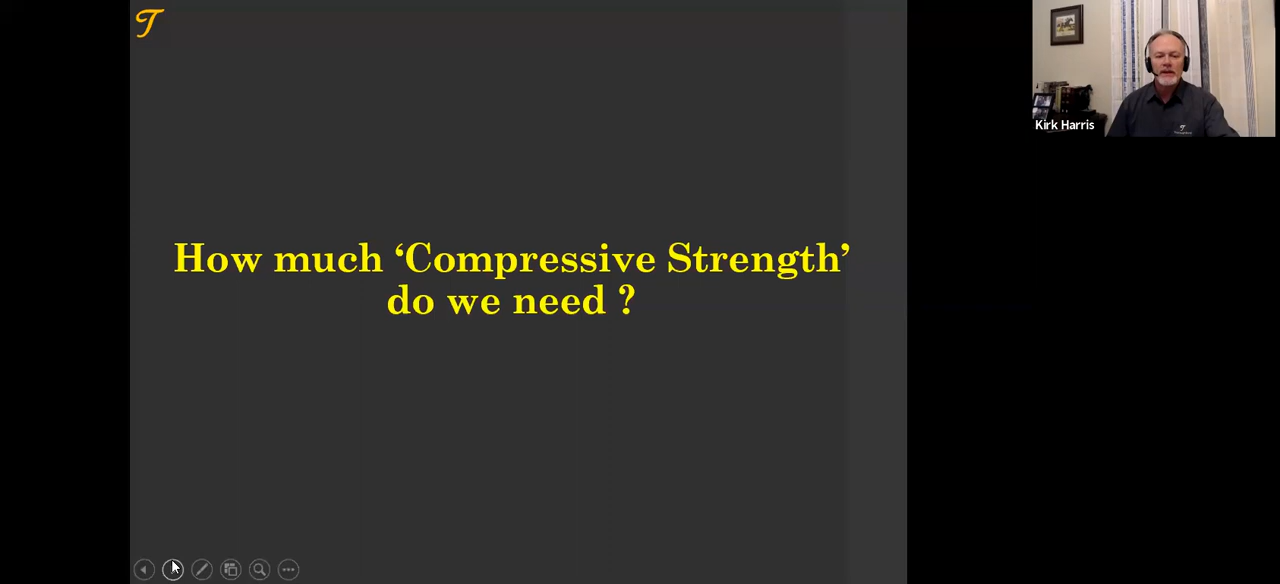 T
How much ‘Compressive Strength’
do we need ?
Kirk Harris